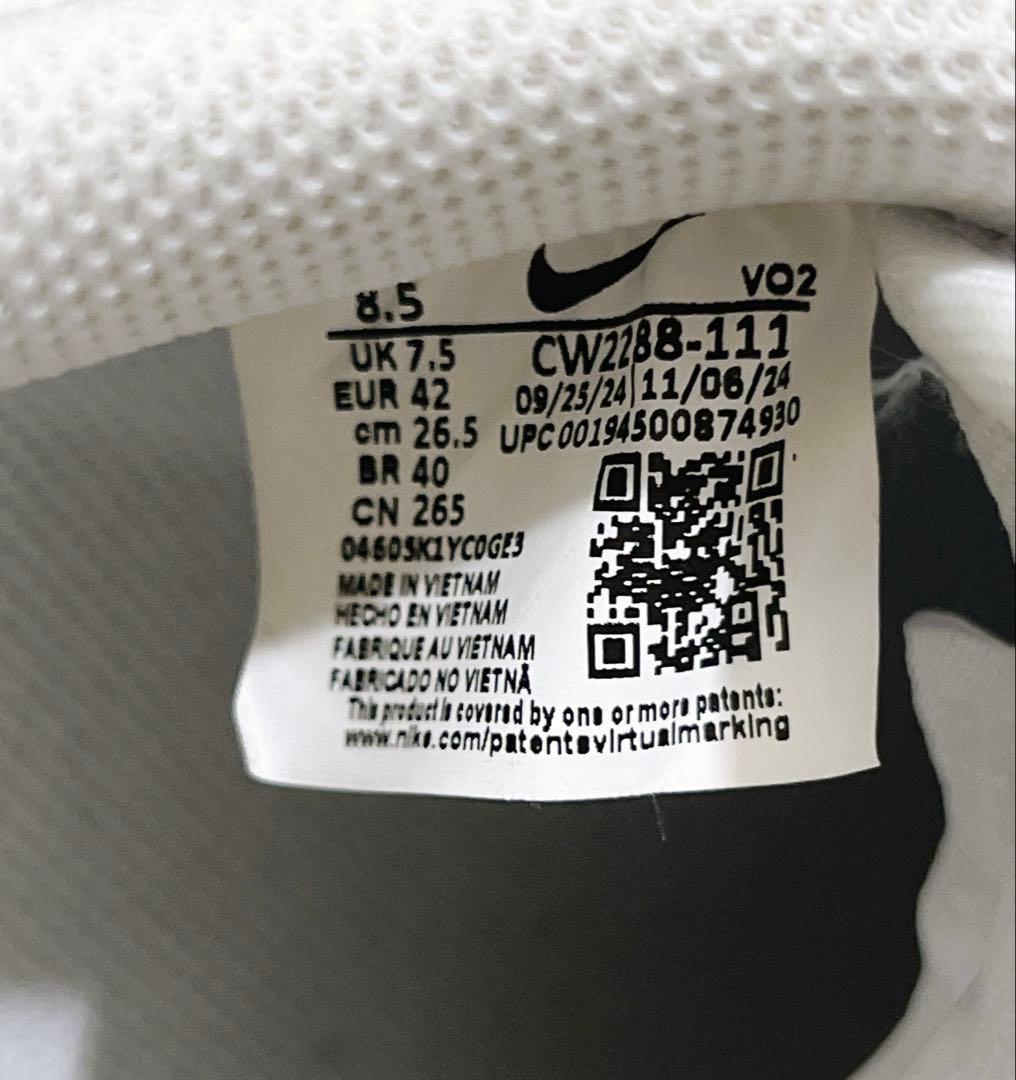 8.5 VO2
UK 7.5 CW2288-111
EUR 42 09/25/24 11/06/24
cm 26.5 UPC 00194500874930
BR 40
CN 265
04605K1YC0GE3
MADE IN VIETNAM
HECHO EN VIETNAM
FABRIQUE AU VIETNAM
FABRICADO NO VIETNÃ
This product is covered by one or more patents:
www.nike.com/patentsvirtualmarking